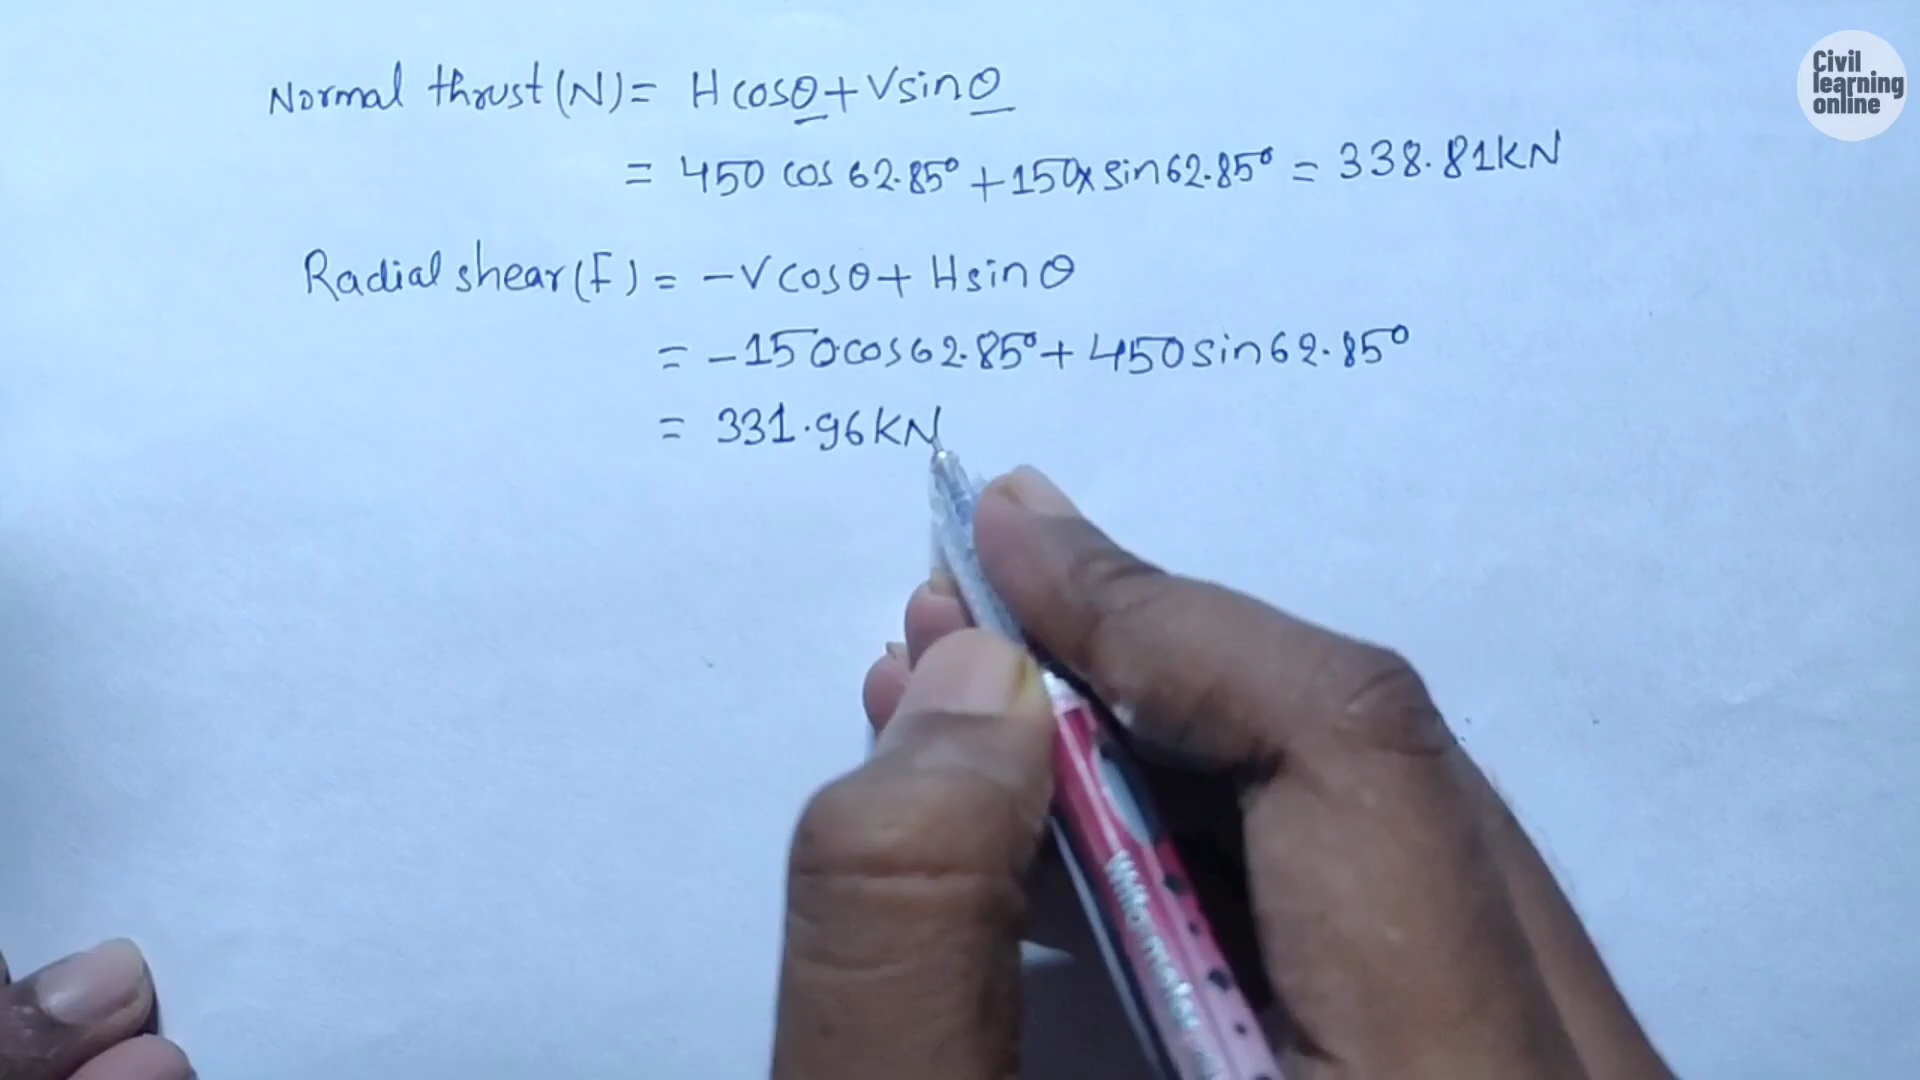 Normal thrust (N) = H cosθ + V sinθ
= 450 cos 62.85° + 150 x sin 62.85° = 338.81 KN
Radial shear (F) = - V cosθ + H sinθ
= - 150 cos 62.85° + 450 sin 62.85°
= 331.96 KN
Civil
learning
online